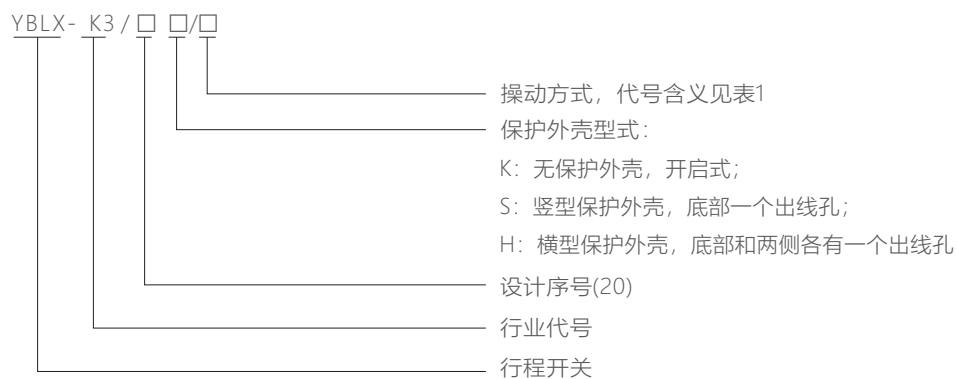 YBLX- K3 / □ □/□
操动方式，代号含义见表1
保护外壳型式：
K：无保护外壳，开启式；
S：竖型保护外壳，底部一个出线孔；
H：横型保护外壳，底部和两侧各有一个出线孔
设计序号(20)
行业代号
行程开关